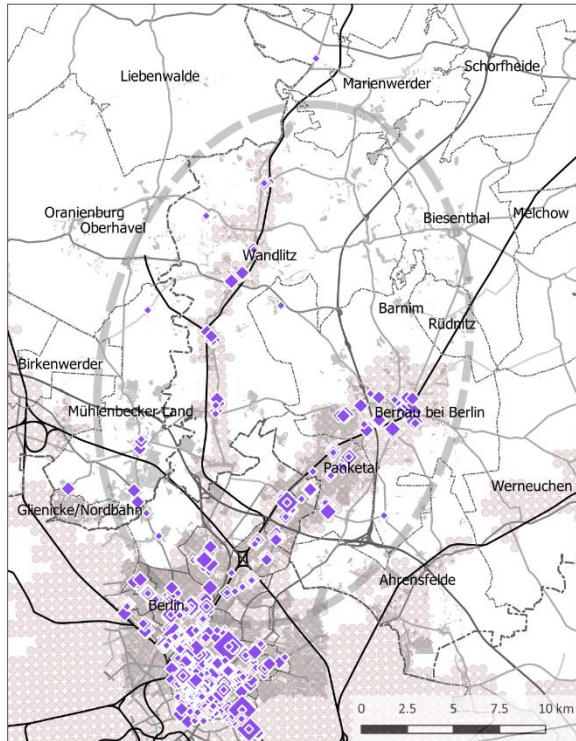 Schorfheide
Liebenwalde
Marienwerder
Oranienburg
Oberhavel
Biesenthal
Melchow
Wandlitz
Barnim
Rüdnitz
Birkenwerder
Mühlenbecker Land
Bernau bei Berlin
Panketal
Werneuchen
Glienicke/Nordbahn
Ahrensfelde
Berlin
0 2.5 5 7.5 10 km